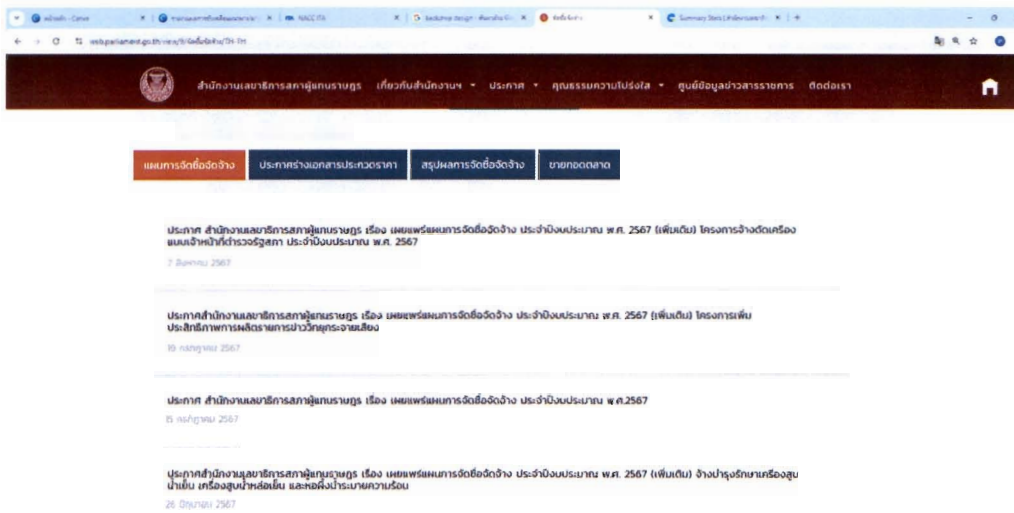 หน้าหลัก - Canva
NACC ITA
web.parliament.go.th/view/9/จัดซื้อจัดจ้าง/TH-TH
สำนักงานเลขาธิการสภาผู้แทนราษฎร เกี่ยวกับสำนักงานฯ ประกาศ คุณธรรมความโปร่งใส ศูนย์ข้อมูลข่าวสารราชการ ติดต่อเรา
แผนการจัดซื้อจัดจ้าง ประกาศร่างเอกสารประกวดราคา สรุปผลการจัดซื้อจัดจ้าง ขายทอดตลาด
ประกาศ สำนักงานเลขาธิการสภาผู้แทนราษฎร เรื่อง เผยแพร่แผนการจัดซื้อจัดจ้าง ประจำปีงบประมาณ พ.ศ. 2567 (เพิ่มเติม) โครงการจ้างตัดเครื่อง
แบบเจ้าหน้าที่ตำรวจรัฐสภา ประจำปีงบประมาณ พ.ศ. 2567
7 สิงหาคม 2567
ประกาศสำนักงานเลขาธิการสภาผู้แทนราษฎร เรื่อง เผยแพร่แผนการจัดซื้อจัดจ้าง ประจำปีงบประมาณ พ.ศ. 2567 (เพิ่มเติม) โครงการเพิ่ม
ประสิทธิภาพการผลิตรายการข่าววิทยุกระจายเสียง
19 กรกฎาคม 2567
ประกาศ สำนักงานเลขาธิการสภาผู้แทนราษฎร เรื่อง เผยแพร่แผนการจัดซื้อจัดจ้าง ประจำปีงบประมาณ พ.ศ.2567
15 กรกฎาคม 2567
ประกาศสำนักงานเลขาธิการสภาผู้แทนราษฎร เรื่อง เผยแพร่แผนการจัดซื้อจัดจ้าง ประจำปีงบประมาณ พ.ศ. 2567 (เพิ่มเติม) จ้างบำรุงรักษาเครื่องสูบ
น้ำเย็น เครื่องสูบน้ำหล่อเย็น และหอผึ่งน้ำระบายความร้อน
26 มิถุนายน 2567